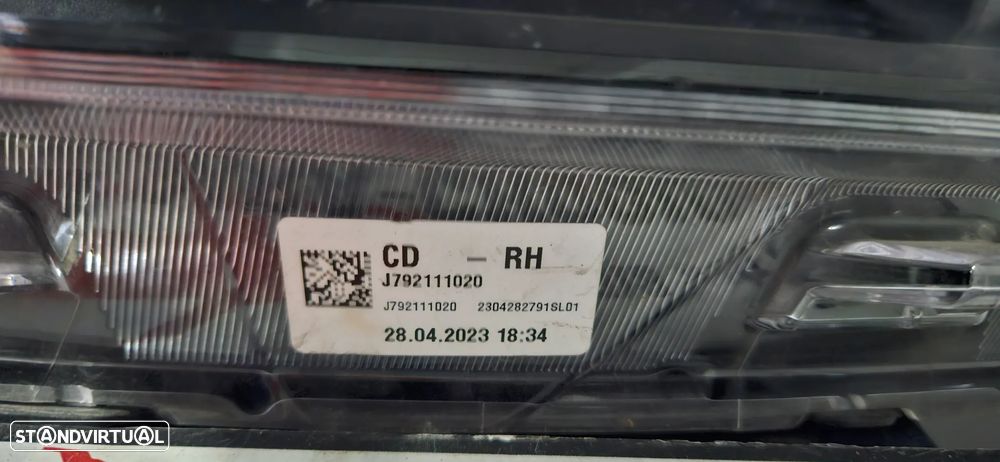 CD – RH
J792111020
J792111020 2304282791SL01
28.04.2023 18:34
STANDVIRTUAL